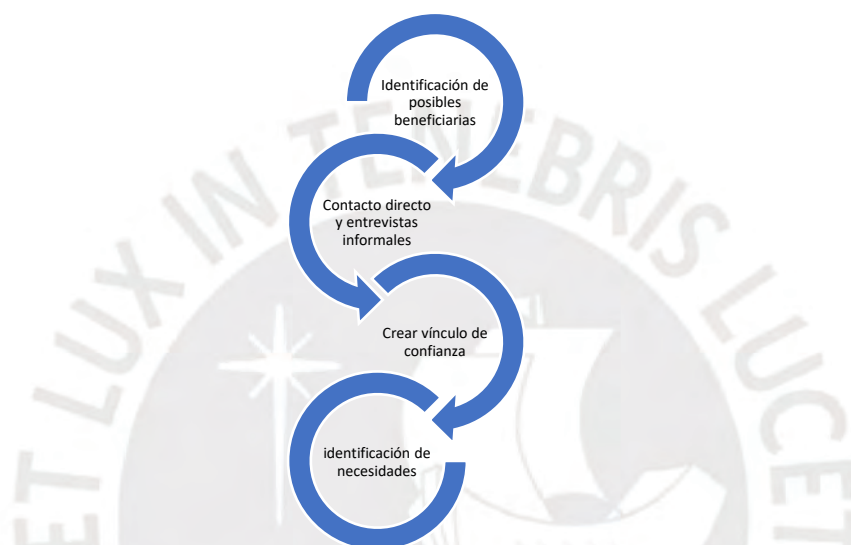 Identificación de
posibles
beneficiarias
Contacto directo
y entrevistas
informales
Crear vínculo de
confianza
identificación de
necesidades
ET LUX IN TENEBRIS LUCET